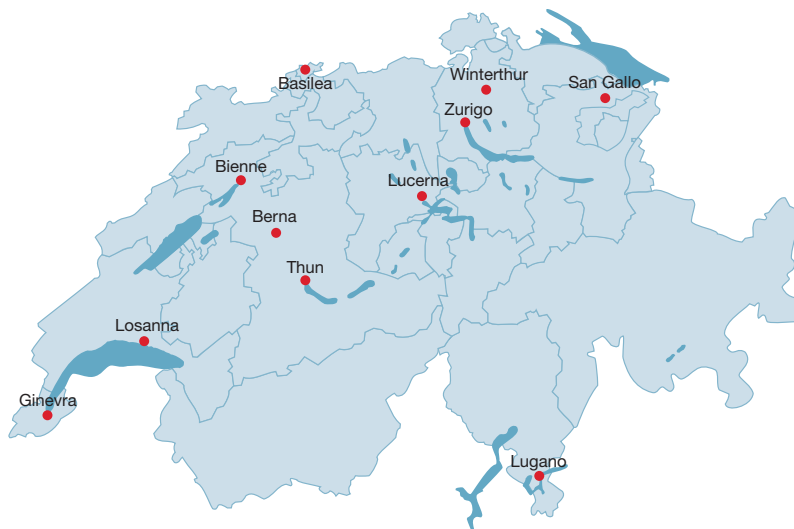 Basilea
Winterthur
San Gallo
Zurigo
Bienne
Lucerna
Berna
Thun
Losanna
Ginevra
Lugano